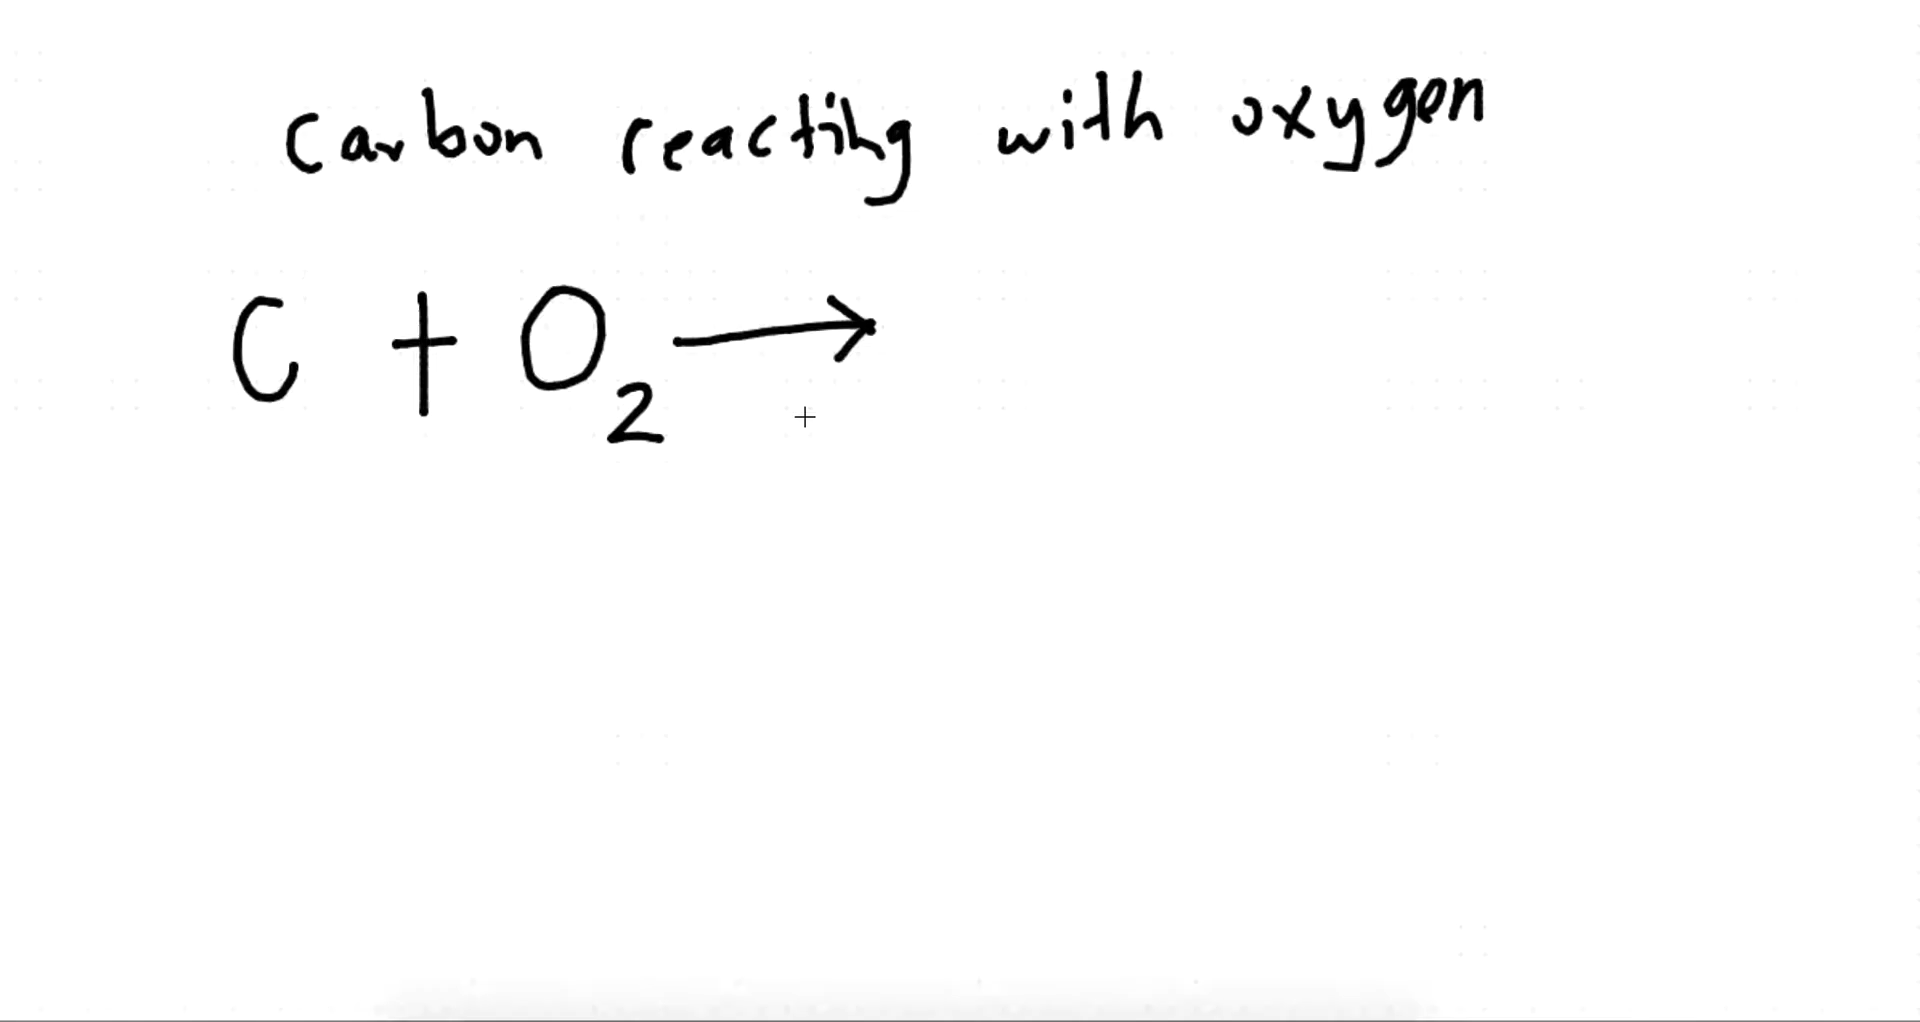 Carbon reacting with oxygen
C + O₂ →